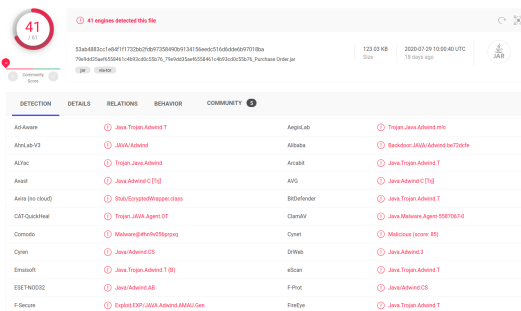 41
/ 61
Community
Score
41 engines detected this file
79e9dd35aef6558461c4b93cd0c55b76_79e9dd35aef6558461c4b93cd0c55b76_Purchase Order.jar
jar
via-tor
123.03 KB
Size
2020-07-29 10:00:40 UTC
18 days ago
JAR
DETECTION
DETAILS
RELATIONS
BEHAVIOR
COMMUNITY 5
Ad-Aware Java.Trojan.Adwind.T AegisLab Trojan.Java.Adwind.m!c
AhnLab-V3 JAVA/Adwind Alibaba Backdoor:JAVA/Adwind.be72dcfe
ALYac Trojan.Java.Adwind Arcabit Java.Trojan.Adwind.T
Avast Java:Adwind-C [Trj] AVG Java:Adwind-C [Trj]
Avira (no cloud) Stub/EcryptedWrapper.class BitDefender Java.Trojan.Adwind.T
CAT-QuickHeal Trojan.JAVA.Agent.OT ClamAV Java.Malware.Agent-5587067-0
Comodo Malware@#hn9v056prpxq Cynet Malicious (score: 85)
Cyren Java/Adwind.CS DrWeb Java.Adwind.3
Emsisoft Java.Trojan.Adwind.T (B) eScan Java.Trojan.Adwind.T
ESET-NOD32 Java/Adwind.AB F-Prot Java/Adwind.CS
F-Secure Exploit.EXP/JAVA.Adwind.AMAU.Gen FireEye Java.Trojan.Adwind.T